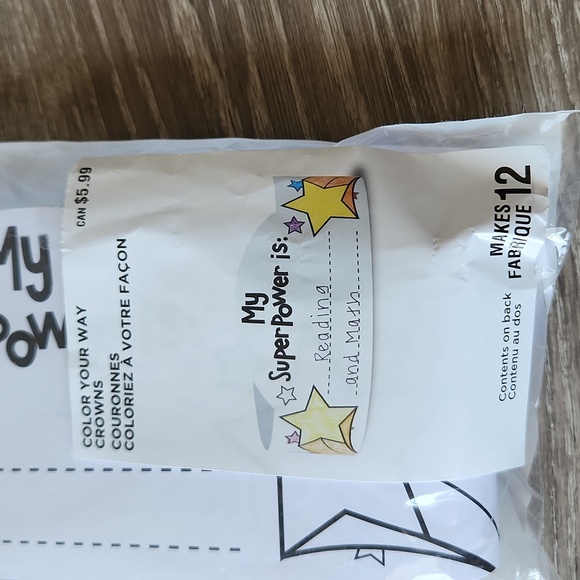 COLOR YOUR WAY
CROWNS
COURONNES
COLORIEZ À VOTRE FAÇON
CAN $5.99
My
SuperPower is:
Reading
and Math
Contents on back
Contenu au dos
MAKES
FABRIQUE
12
My
Pow